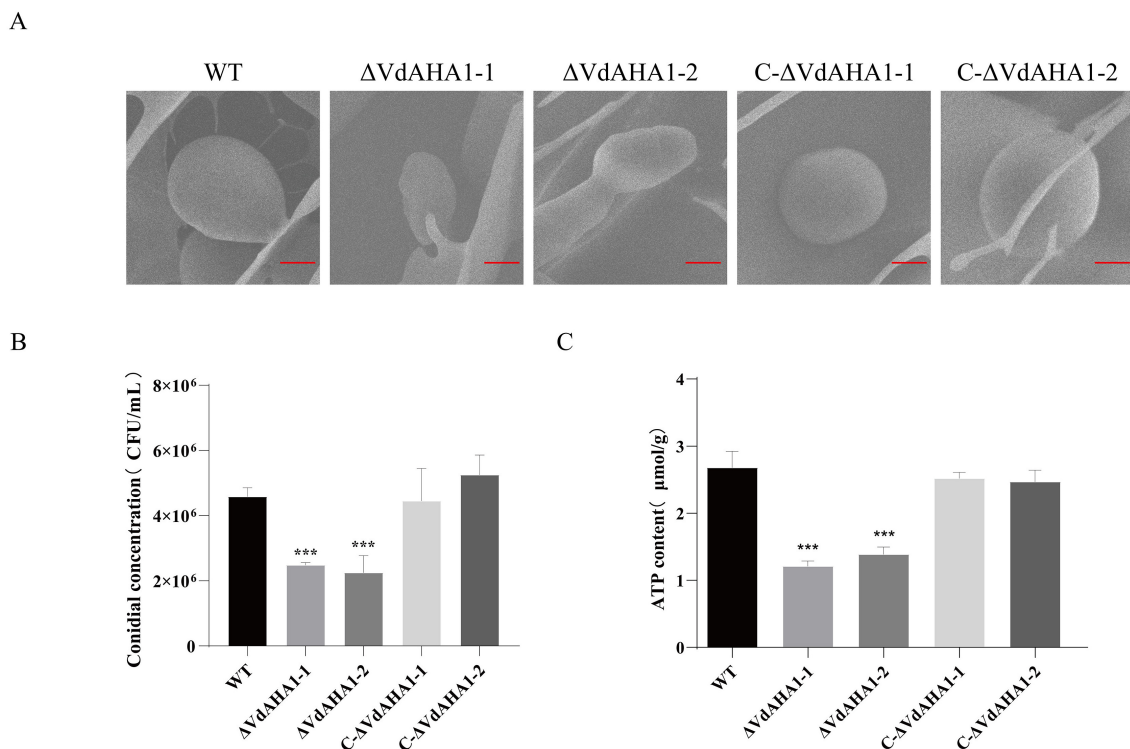 A
WT
ΔVdAHA1-1
ΔVdAHA1-2
C-ΔVdAHA1-1
C-ΔVdAHA1-2
B
Conidial concentration( CFU/mL)
8×10⁶
6×10⁶
4×10⁶
2×10⁶
0
***
***
WT
ΔVdAHA1-1
ΔVdAHA1-2
C-ΔVdAHA1-1
C-ΔVdAHA1-2
C
ATP content( μmol/g)
4
3
2
1
0
***
***
WT
ΔVdAHA1-1
ΔVdAHA1-2
C-ΔVdAHA1-1
C-ΔVdAHA1-2